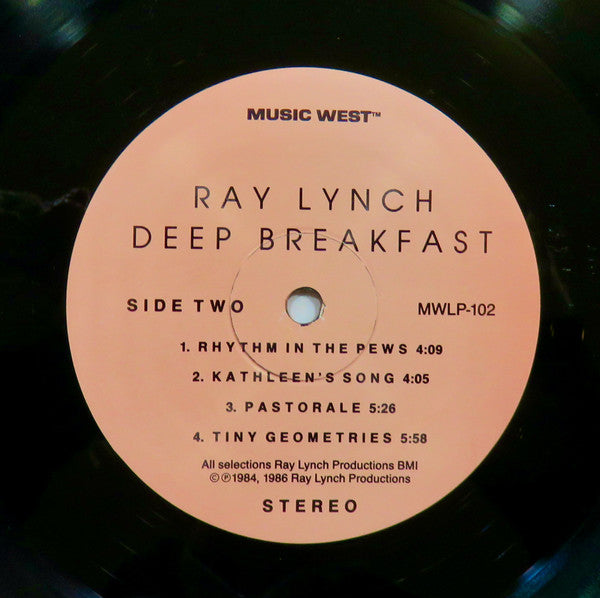 MUSIC WEST™
RAY LYNCH
DEEP BREAKFAST
SIDE TWO
MWLP-102
1. RHYTHM IN THE PEWS 4:09
2. KATHLEEN'S SONG 4:05
3. PASTORALE 5:26
4. TINY GEOMETRIES 5:58
All selections Ray Lynch Productions BMI
© ℗ 1984, 1986 Ray Lynch Productions
STEREO